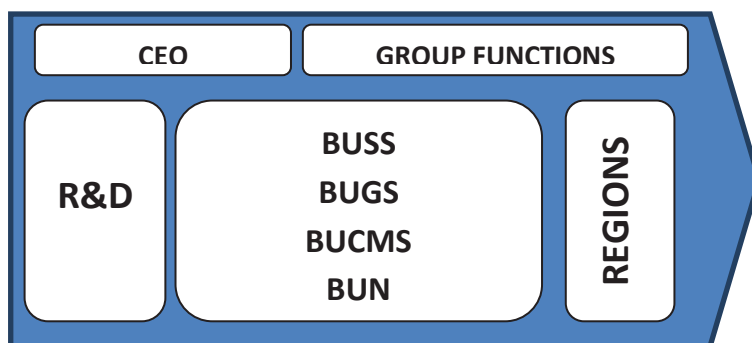 CEO
GROUP FUNCTIONS
R&D
BUSS
BUGS
BUCMS
BUN
REGIONS